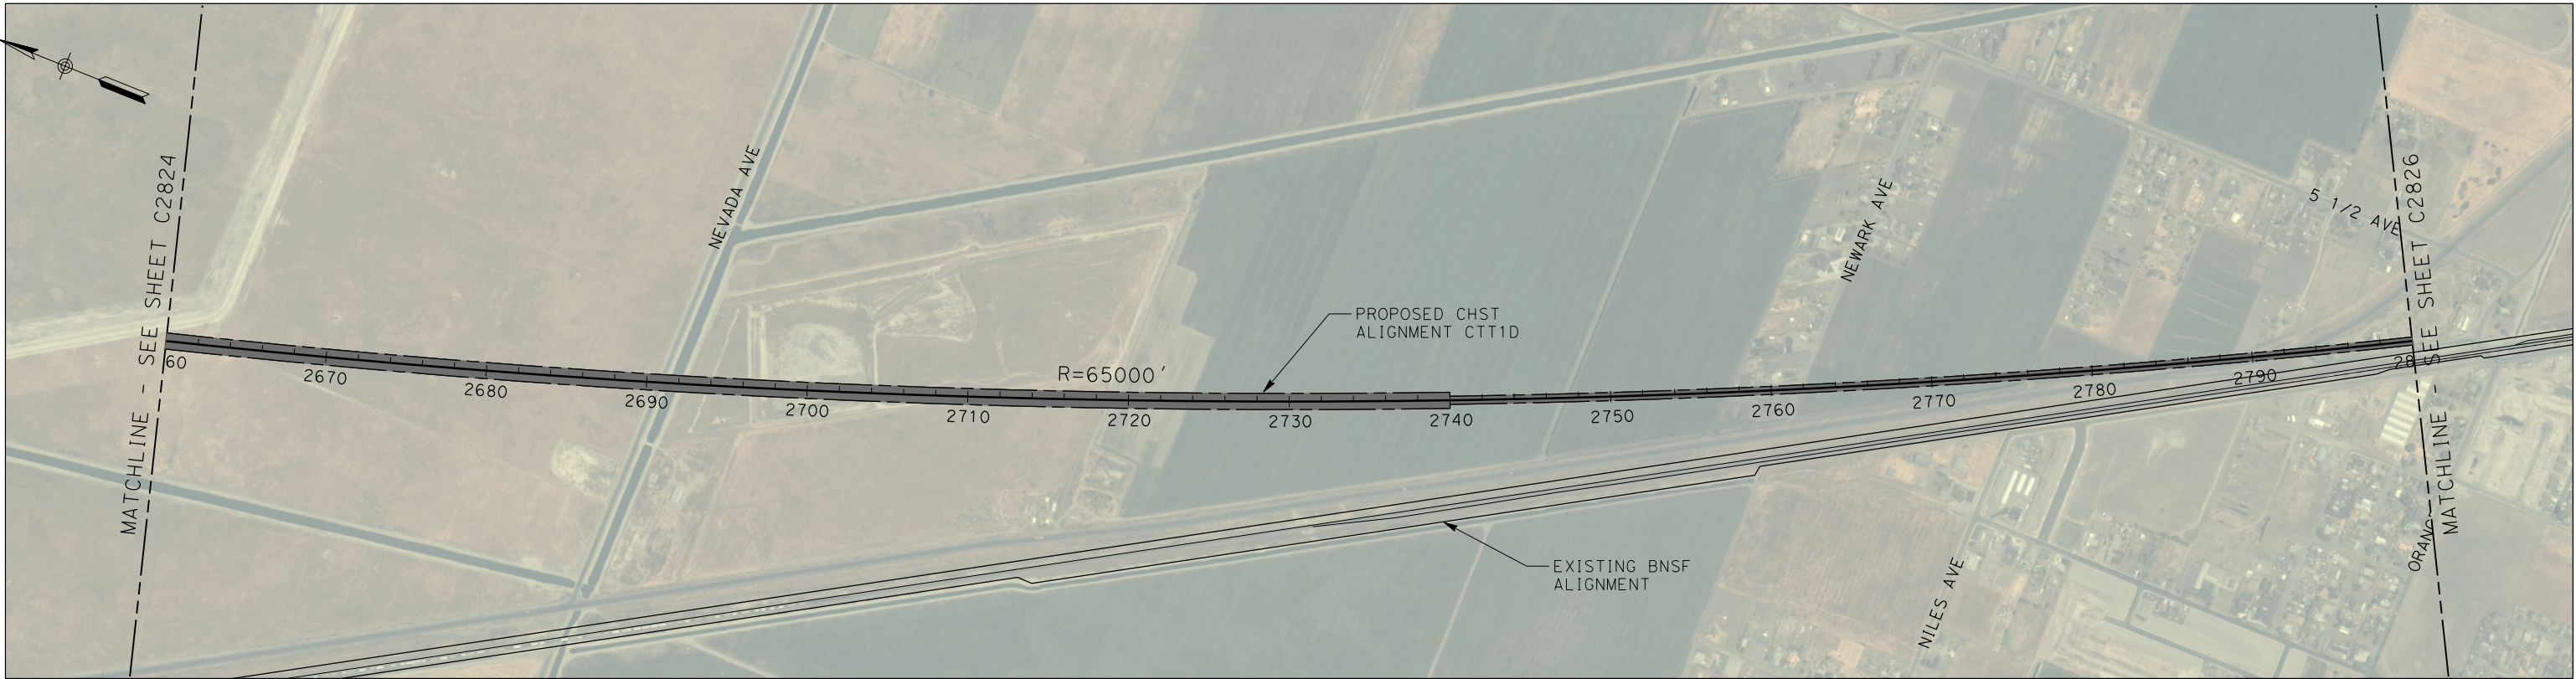 MATCHLINE - SEE SHEET C2824
NEVADA AVE
R=65000'
PROPOSED CHST
ALIGNMENT CTT1D
NEWARK AVE
5 1/2 AVE
MATCHLINE - SEE SHEET C2826
60
2670
2680
2690
2700
2710
2720
2730
2740
2750
2760
2770
2780
2790
28
EXISTING BNSF
ALIGNMENT
NILES AVE